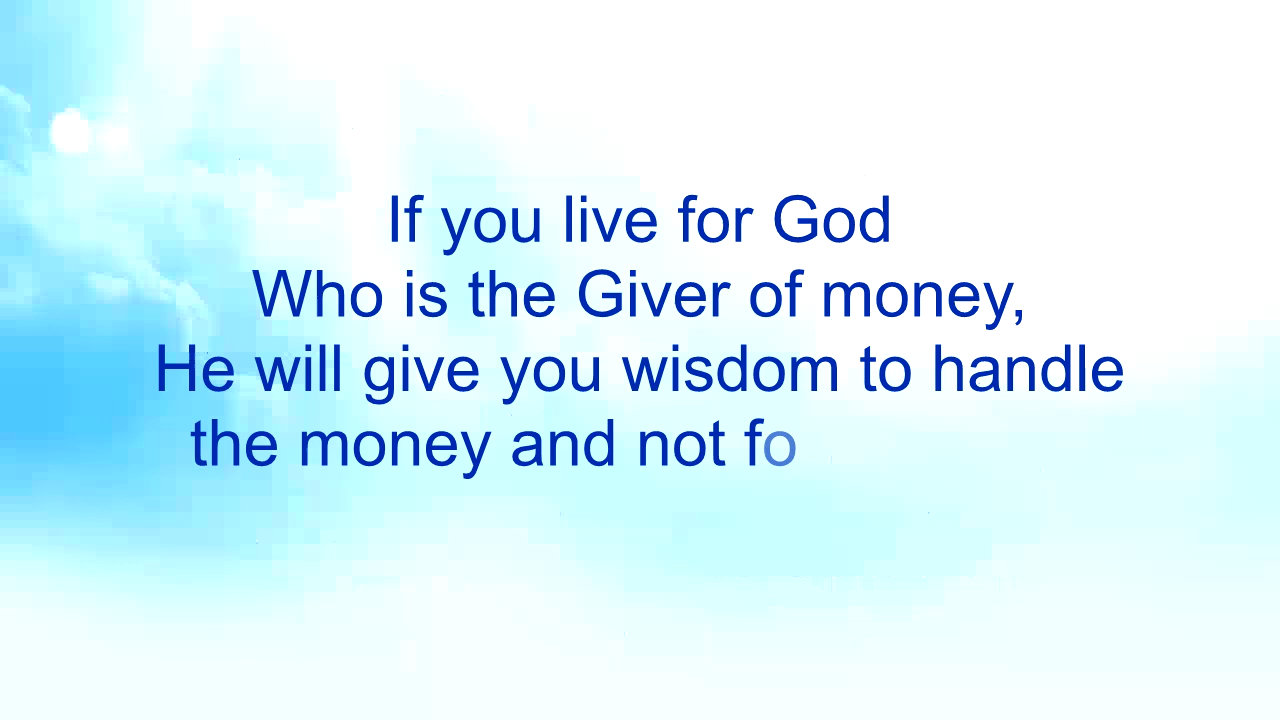 If you live for God
Who is the Giver of money,
He will give you wisdom to handle
the money and not fo